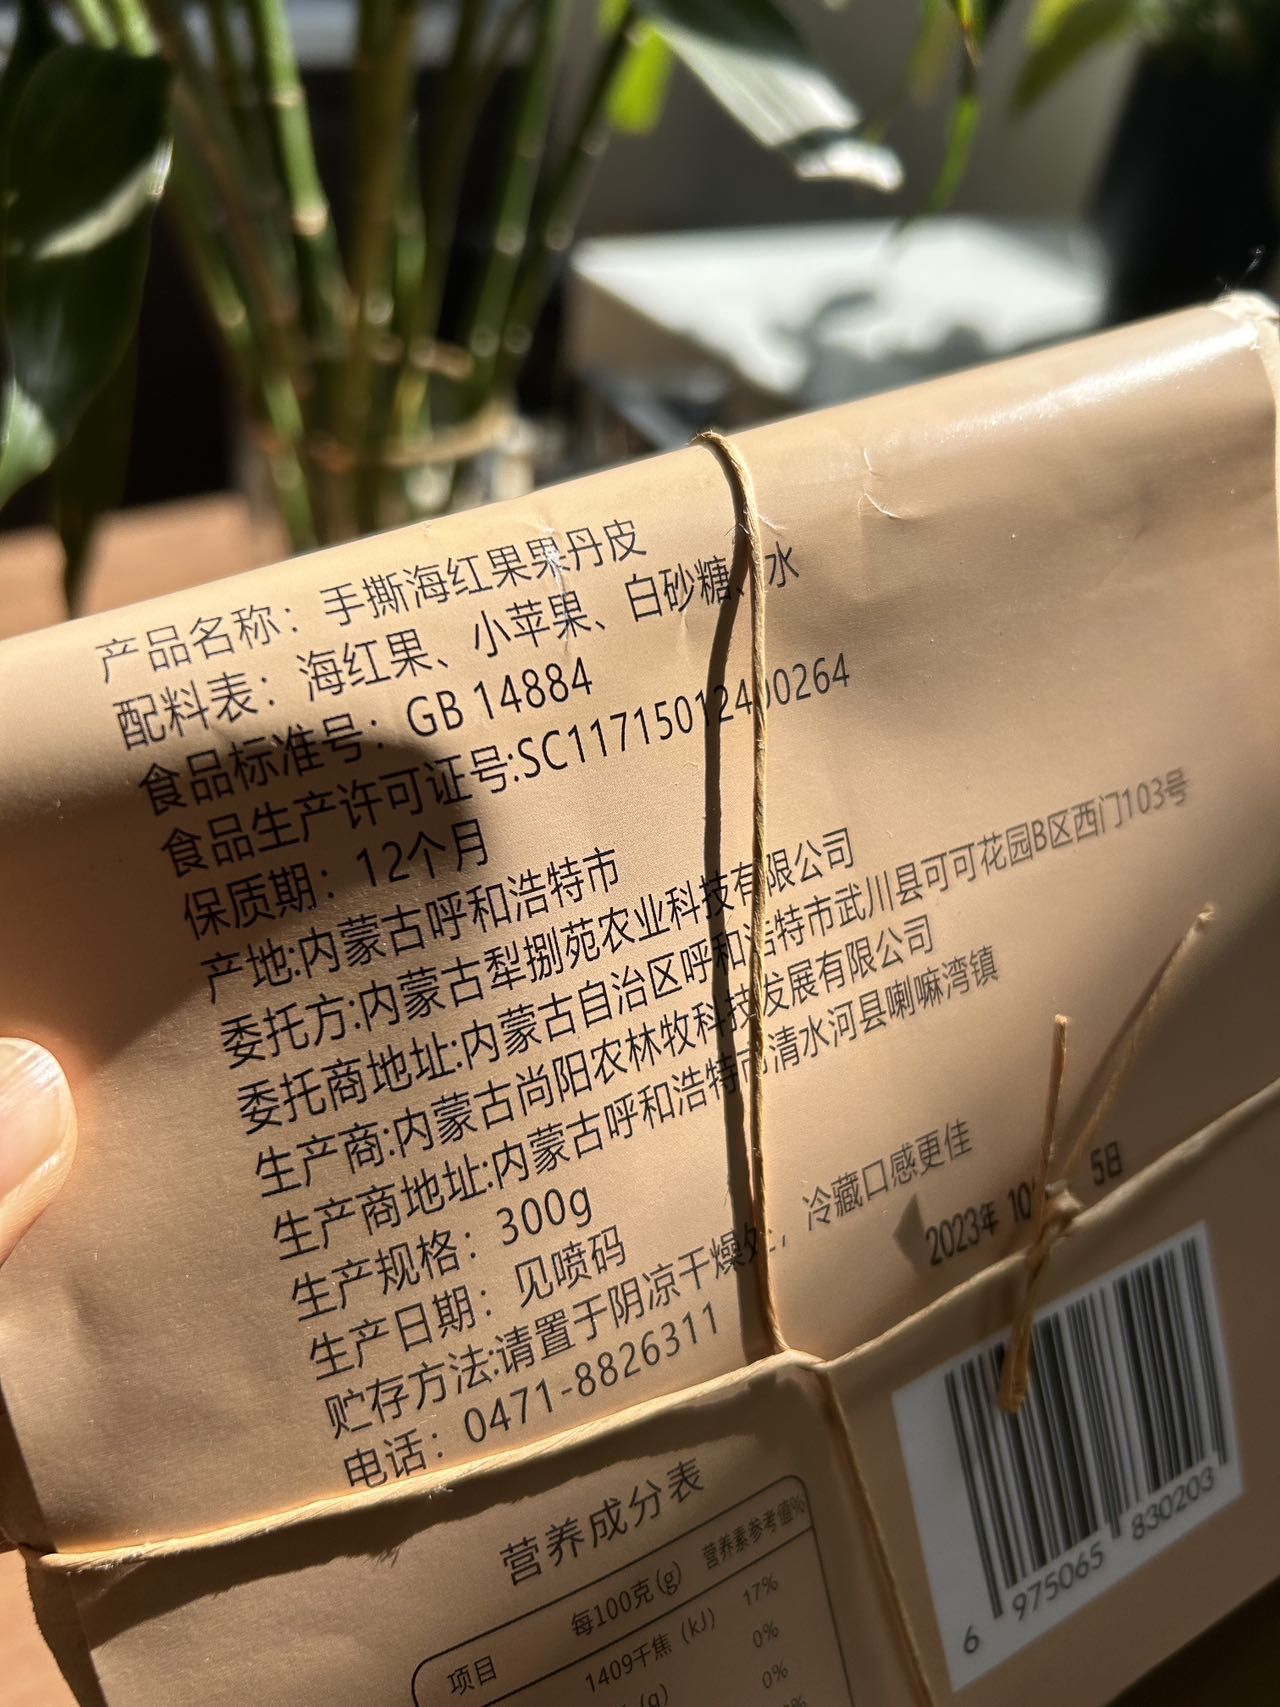 产品名称：手撕海红果果丹皮
配料表：海红果、小苹果、白砂糖、水
食品标准号：GB 14884
食品生产许可证号:SC11715012400264
保质期：12个月
产地:内蒙古呼和浩特市
委托方:内蒙古犁捌苑农业科技有限公司
委托商地址:内蒙古自治区呼和浩特市武川县可可花园B区西门103号
生产商:内蒙古尚阳农林牧科技发展有限公司
生产商地址:内蒙古呼和浩特市清水河县喇嘛湾镇
生产规格：300g
生产日期：见喷码
贮存方法:请置于阴凉干燥处，冷藏口感更佳
2023年 10 5日
电话：0471-8826311
营养成分表
项目 每100克(g) 营养素参考值%
1409千焦 (kJ) 17%
(g) 0%
0%
6 975065 830203